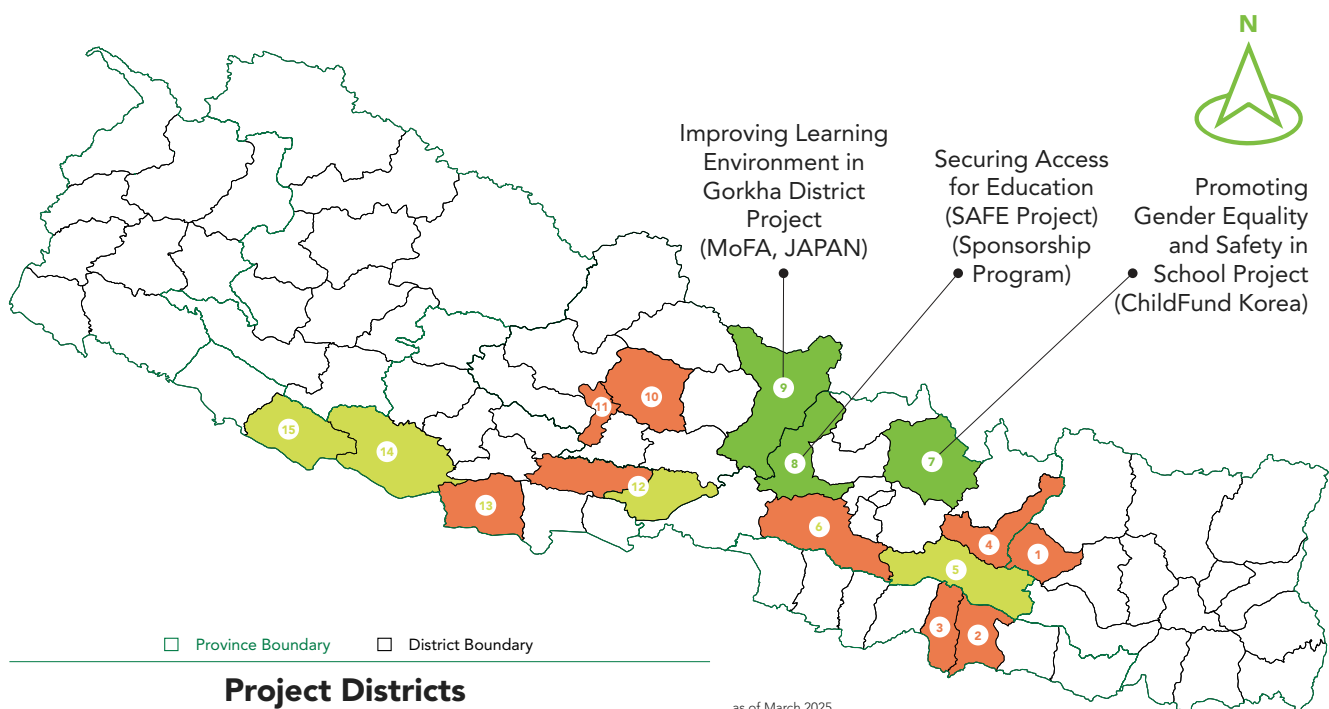 N
Improving Learning
Environment in
Gorkha District
Project
(MoFA, JAPAN)
Securing Access
for Education
(SAFE Project)
(Sponsorship
Program)
Promoting
Gender Equality
and Safety in
School Project
(ChildFund Korea)
9
10
11
15
14
8
7
12
13
6
4
1
5
3
2
Province Boundary
District Boundary
Project Districts
as of March 2025